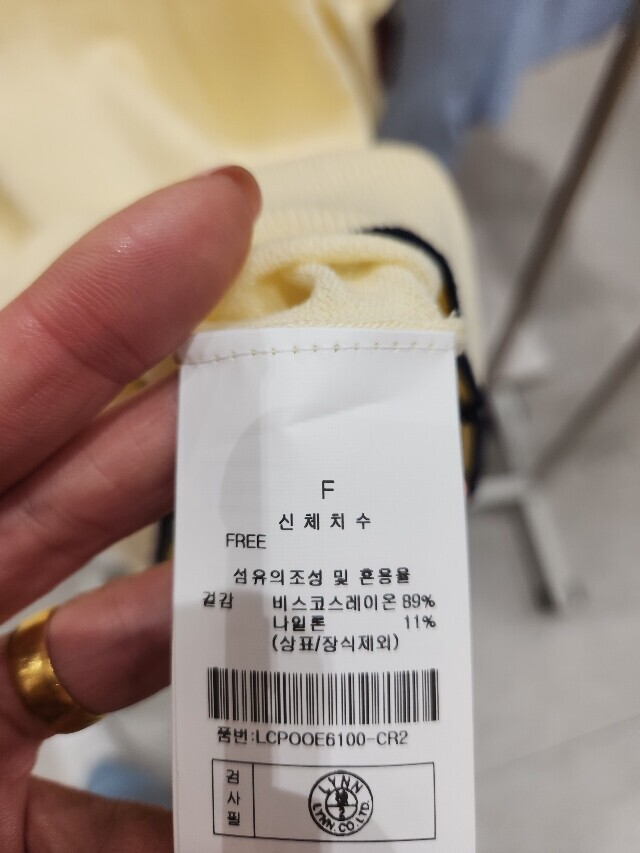 F
신체치수
FREE
섬유의조성 및 혼용율
겉감 비스코스레이온 89%
나일론 11%
(상표/장식제외)
품번:LCPOOE6100-CR2
검사필
LYNN
2
LYNN.CO.LTD.